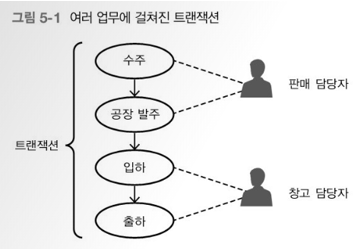 그림 5-1 여러 업무에 걸쳐진 트랜잭션
수주
판매 담당자
공장 발주
트랜잭션
입하
창고 담당자
출하